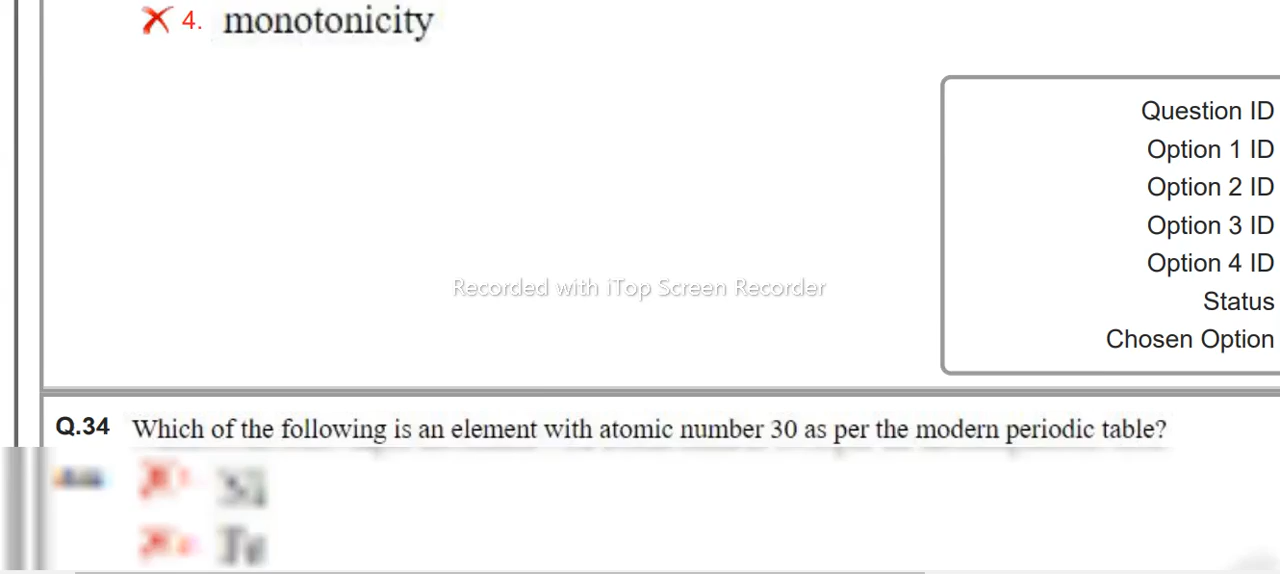 4. monotonicity
Question ID
Option 1 ID
Option 2 ID
Option 3 ID
Option 4 ID
Recorded with iTop Screen Recorder
Status
Chosen Option
Q.34 Which of the following is an element with atomic number 30 as per the modern periodic table?